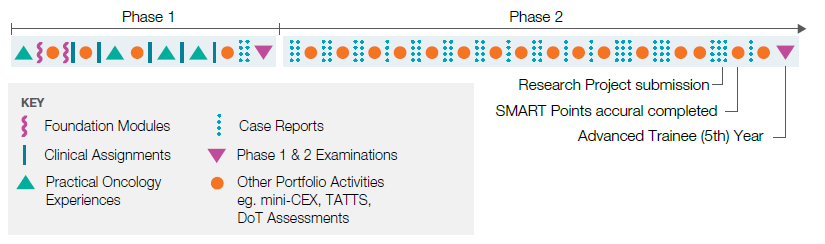 Phase 1
Phase 2
Research Project submission
SMART Points accural completed
Advanced Trainee (5th) Year
KEY
Foundation Modules
Case Reports
Clinical Assignments
Phase 1 & 2 Examinations
Practical Oncology
Experiences
Other Portfolio Activities
eg. mini-CEX, TATTS,
DoT Assessments